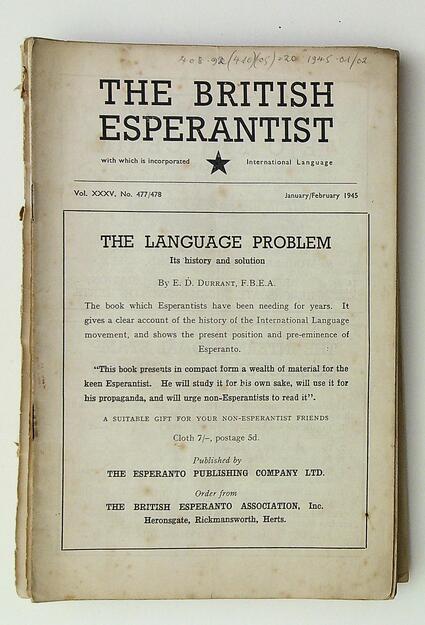 408.92(410)(05)=20 1945-01/02
THE BRITISH
ESPERANTIST
with which is incorporated ★ International Language
Vol. XXXV, No. 477/478 January/February 1945
THE LANGUAGE PROBLEM
Its history and solution
By E. D. DURRANT, F.B.E.A.
The book which Esperantists have been needing for years. It
gives a clear account of the history of the International Language
movement, and shows the present position and pre-eminence of
Esperanto.
"This book presents in compact form a wealth of material for the
keen Esperantist. He will study it for his own sake, will use it for
his propaganda, and will urge non-Esperantists to read it".
A SUITABLE GIFT FOR YOUR NON-ESPERANTIST FRIENDS
Cloth 7/-, postage 5d.
Published by
THE ESPERANTO PUBLISHING COMPANY LTD.
Order from
THE BRITISH ESPERANTO ASSOCIATION, Inc.
Heronsgate, Rickmansworth, Herts.